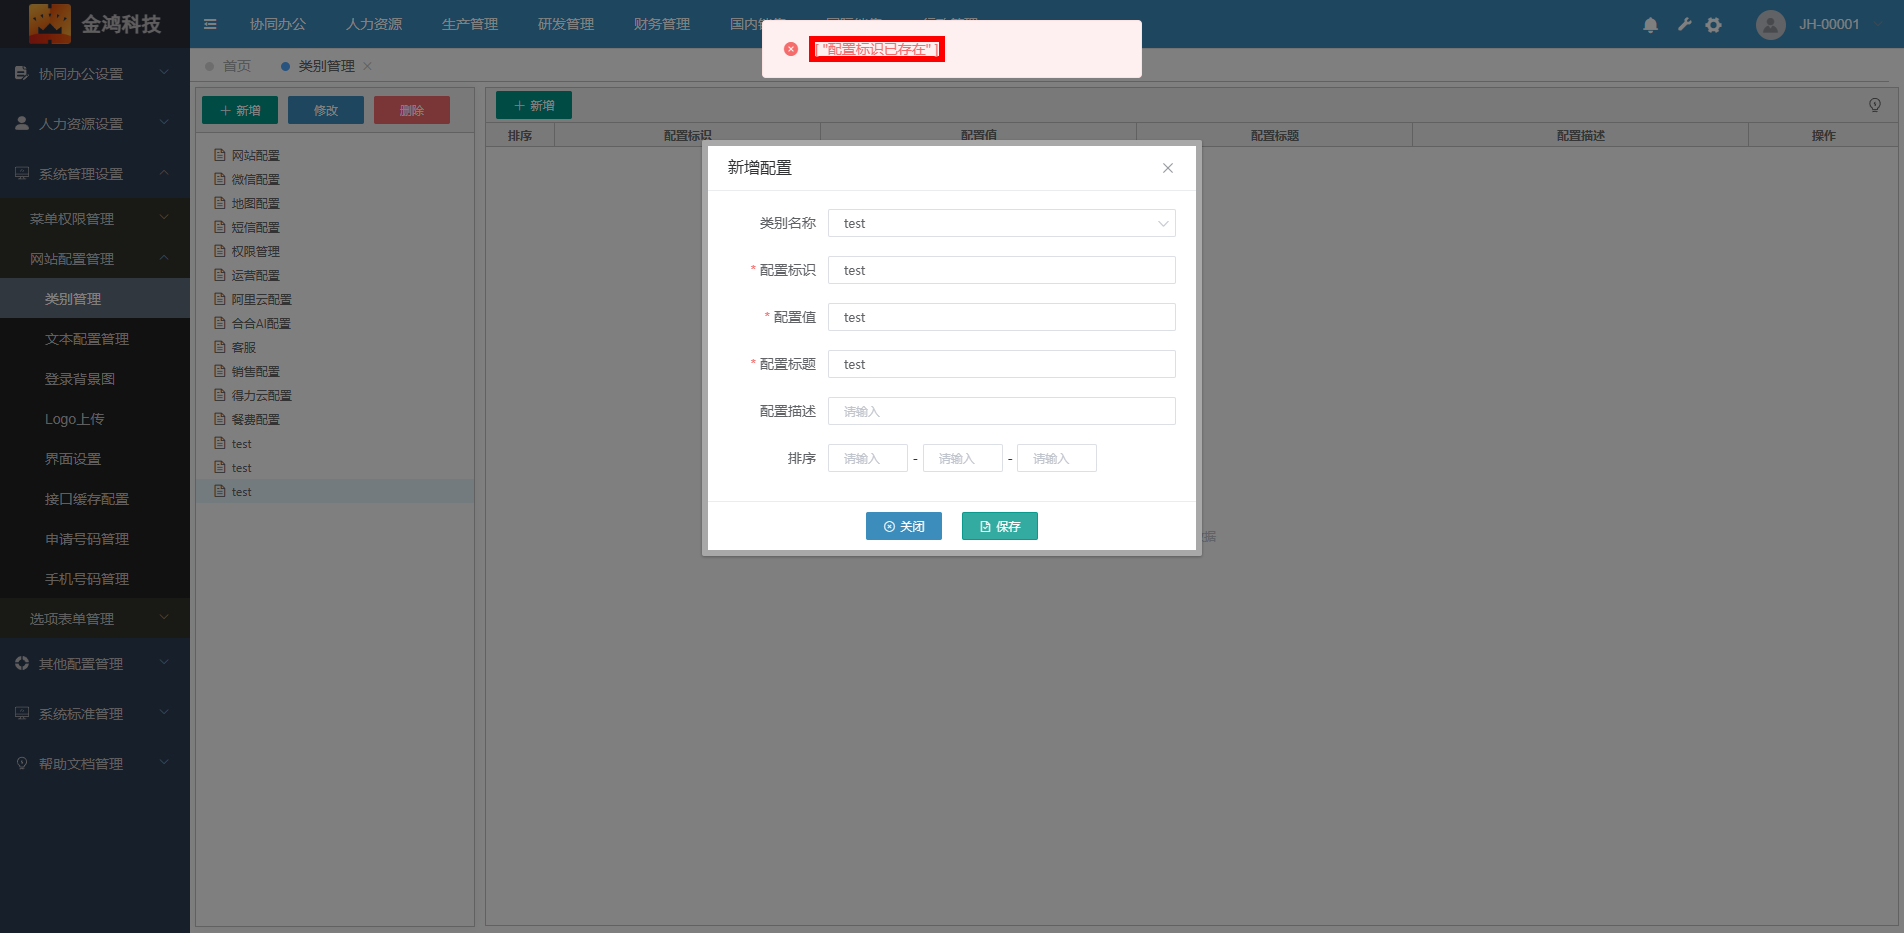 金鸿科技
协同办公 人力资源 生产管理 研发管理 财务管理
JH-00001
[ "配置标识已存在" ]
首页 类别管理
协同办公设置
人力资源设置
系统管理设置
菜单权限管理
网站配置管理
类别管理
文本配置管理
登录背景图
Logo上传
界面设置
接口缓存配置
申请号码管理
手机号码管理
选项表单管理
其他配置管理
系统标准管理
帮助文档管理
新增 修改 删除
网站配置
微信配置
地图配置
短信配置
权限管理
运营配置
阿里云配置
合合AI配置
客服
销售配置
得力云配置
餐费配置
test
test
test
新增
排序 配置标识 配置值 配置标题 配置描述 操作
新增配置
类别名称 test
* 配置标识 test
* 配置值 test
* 配置标题 test
配置描述 请输入
排序 请输入 - 请输入 - 请输入
关闭 保存